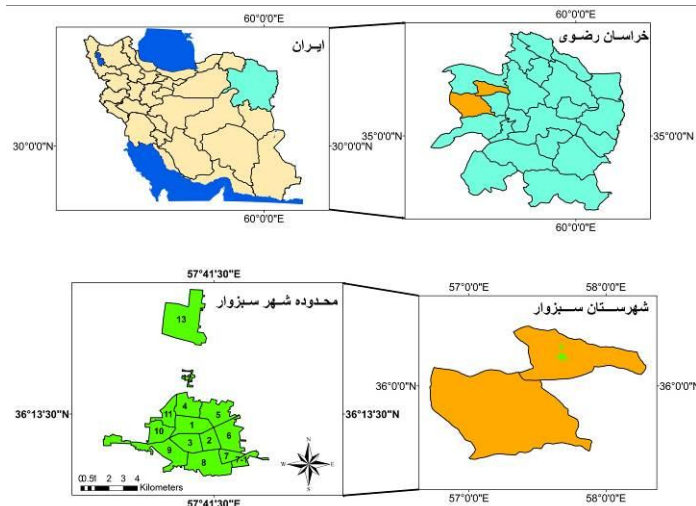 60°0'0"E
ایران
30°0'0"N
30°0'0"N
60°0'0"E
60°0'0"E
خراسان رضوی
35°0'0"N
35°0'0"N
60°0'0"E
57°41'30"E
محدوده شهر سبزوار
13
4
5
11
1
10
6
3
2
9
7
8
36°13'30"N
36°13'30"N
N
W
E
S
0 0.5 1 2 3 4
Kilometers
57°41'30"E
57°0'0"E
58°0'0"E
شهرستان سبزوار
36°0'0"N
36°0'0"N
57°0'0"E
58°0'0"E